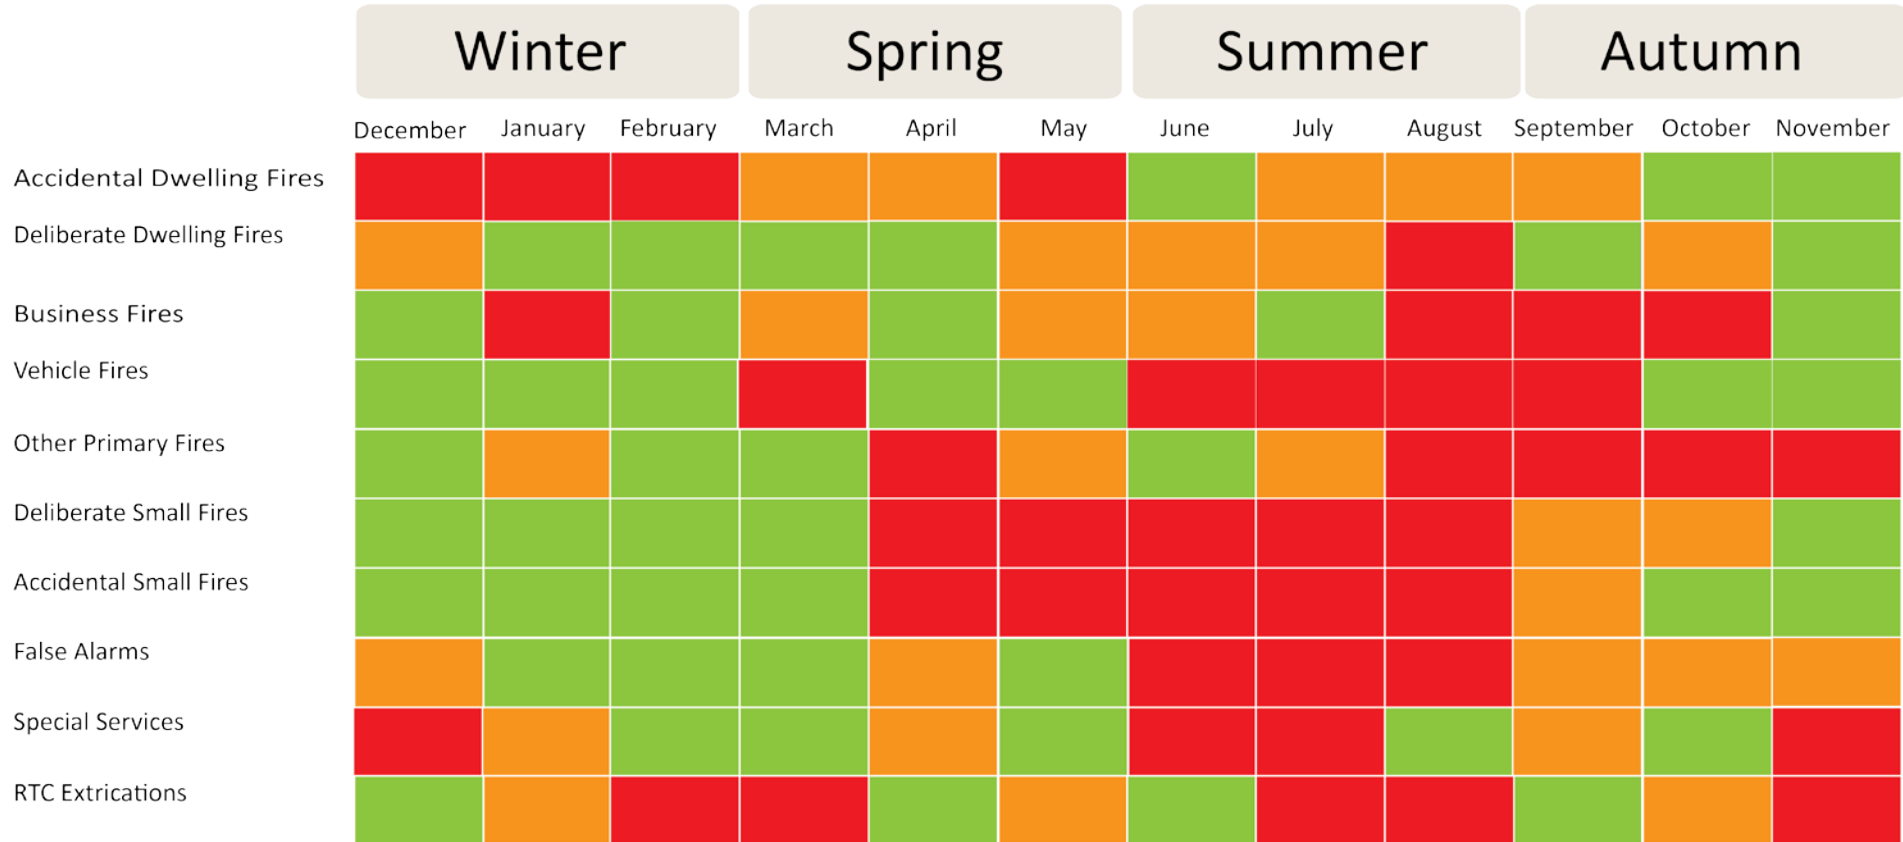 Winter Spring Summer Autumn
December January February March April May June July August September October November
Accidental Dwelling Fires
Deliberate Dwelling Fires
Business Fires
Vehicle Fires
Other Primary Fires
Deliberate Small Fires
Accidental Small Fires
False Alarms
Special Services
RTC Extrications